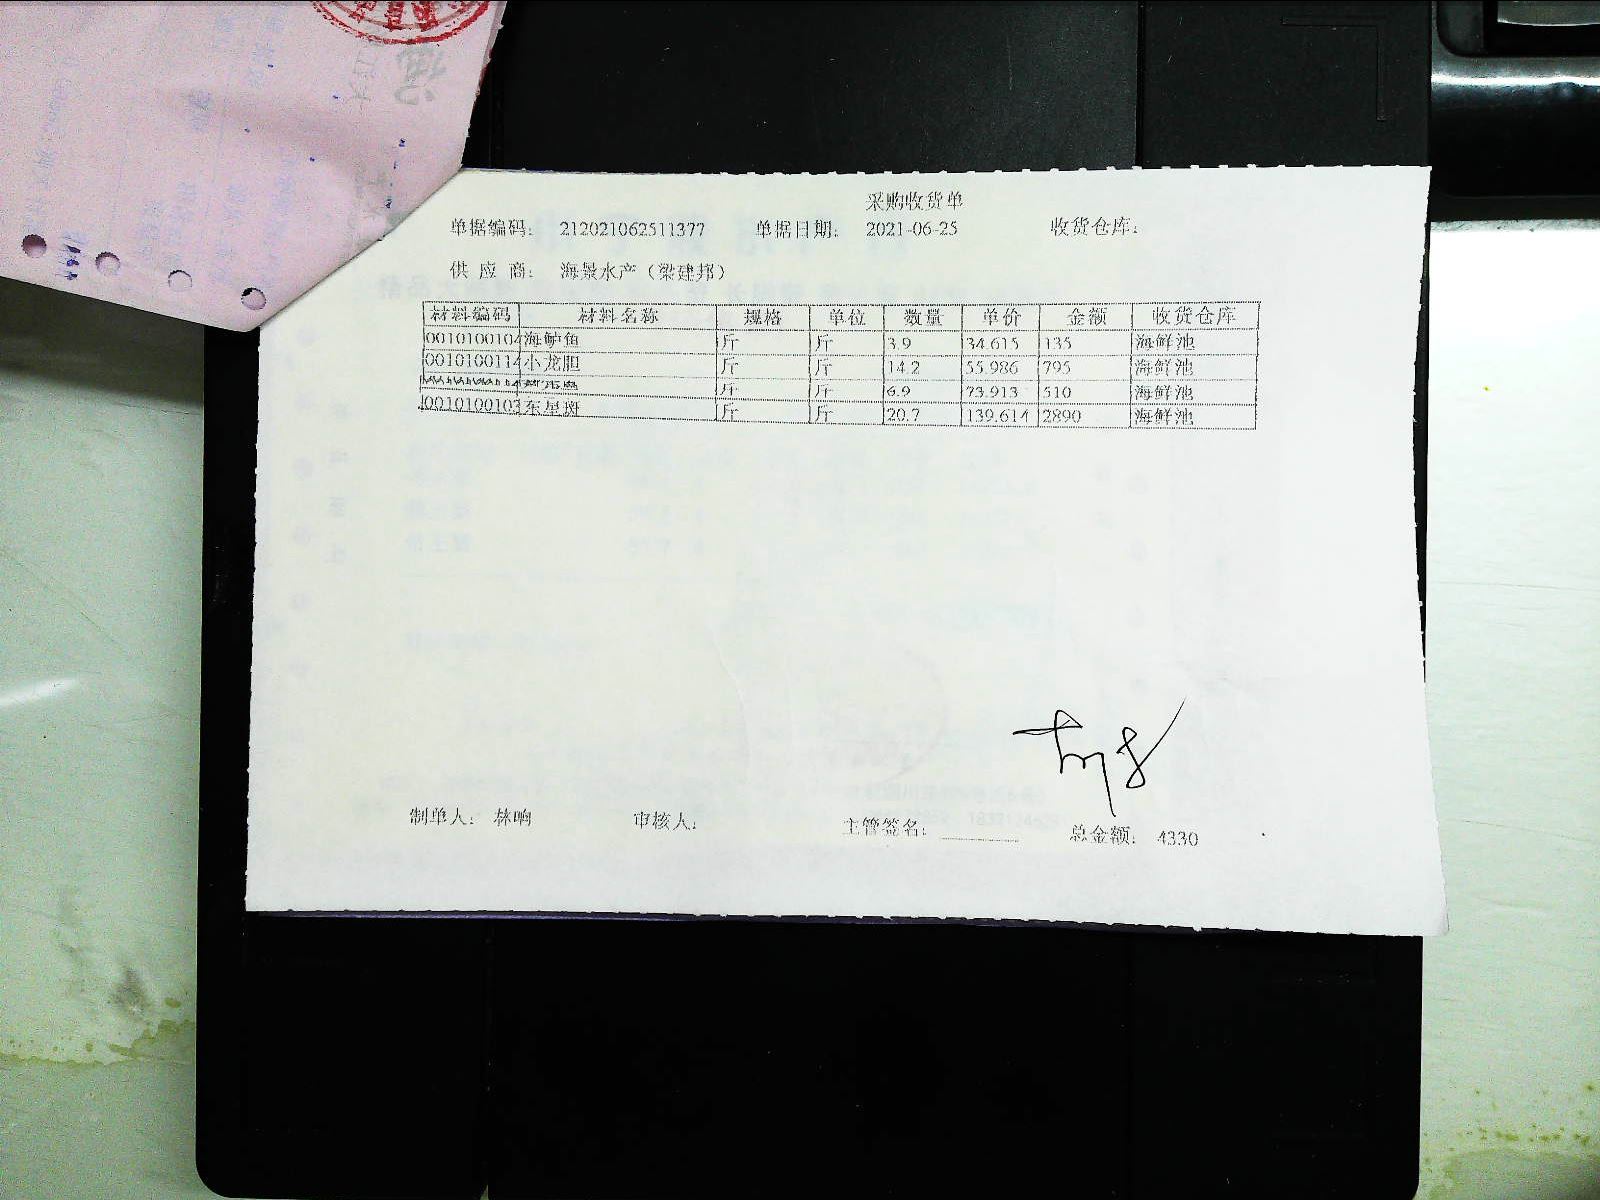 采购收货单
单据编码： 212021062511377 单据日期： 2021-06-25 收货仓库：
供 应 商： 海景水产（梁建邦）
材料编码 材料名称 规格 单位 数量 单价 金额 收货仓库
0010100104 海鲈鱼 斤 斤 3.9 34.615 135 海鲜池
0010100114 小龙胆 斤 斤 14.2 55.986 795 海鲜池
斤 斤 6.9 73.913 510 海鲜池
0010100103 东星斑 斤 斤 20.7 139.614 2890 海鲜池
制单人： 林响 审核人： 主管签名： 总金额： 4330